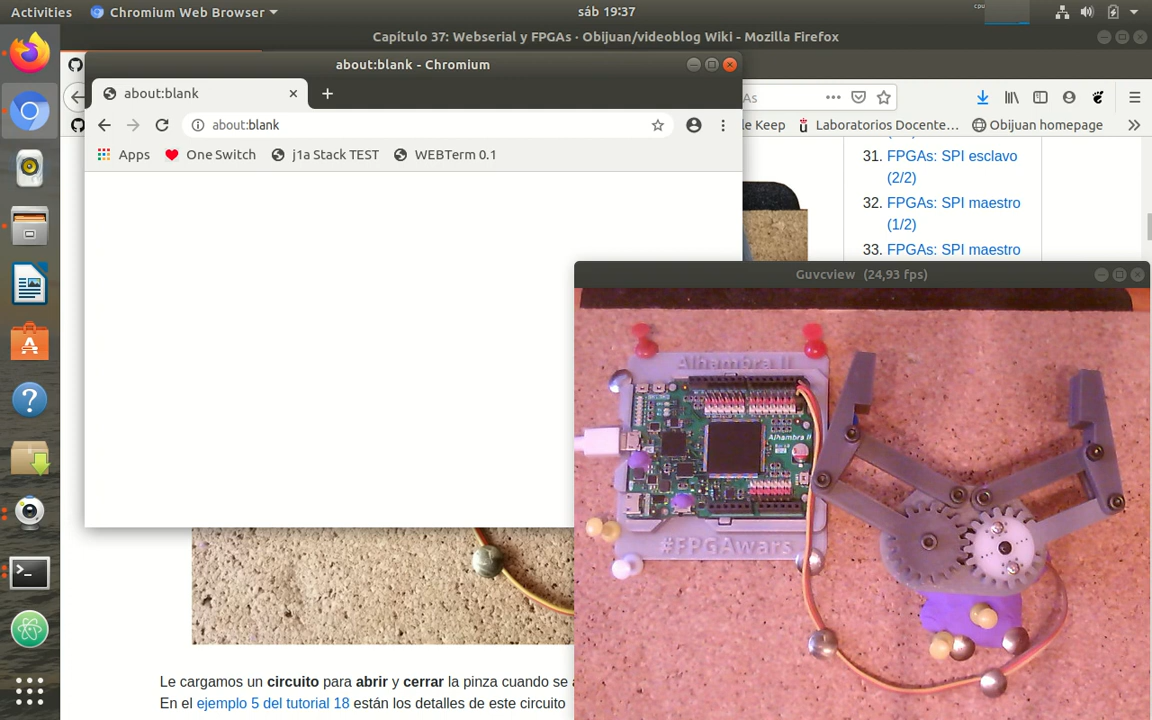 Activities
Chromium Web Browser
sáb 19:37
cpu
Capítulo 37: Webserial y FPGAs · Obijuan/videoblog Wiki - Mozilla Firefox
about:blank - Chromium
about:blank
about:blank
Apps
One Switch
j1a Stack TEST
WEBTerm 0.1
As
le Keep
Laboratorios Docente…
Obijuan homepage
31. FPGAs: SPI esclavo
(2/2)
32. FPGAs: SPI maestro
(1/2)
33. FPGAs: SPI maestro
Guvcview (24,93 fps)
Alhambra II
Alhambra II
#FPGAwars
Le cargamos un circuito para abrir y cerrar la pinza cuando se
En el ejemplo 5 del tutorial 18 están los detalles de este circuito